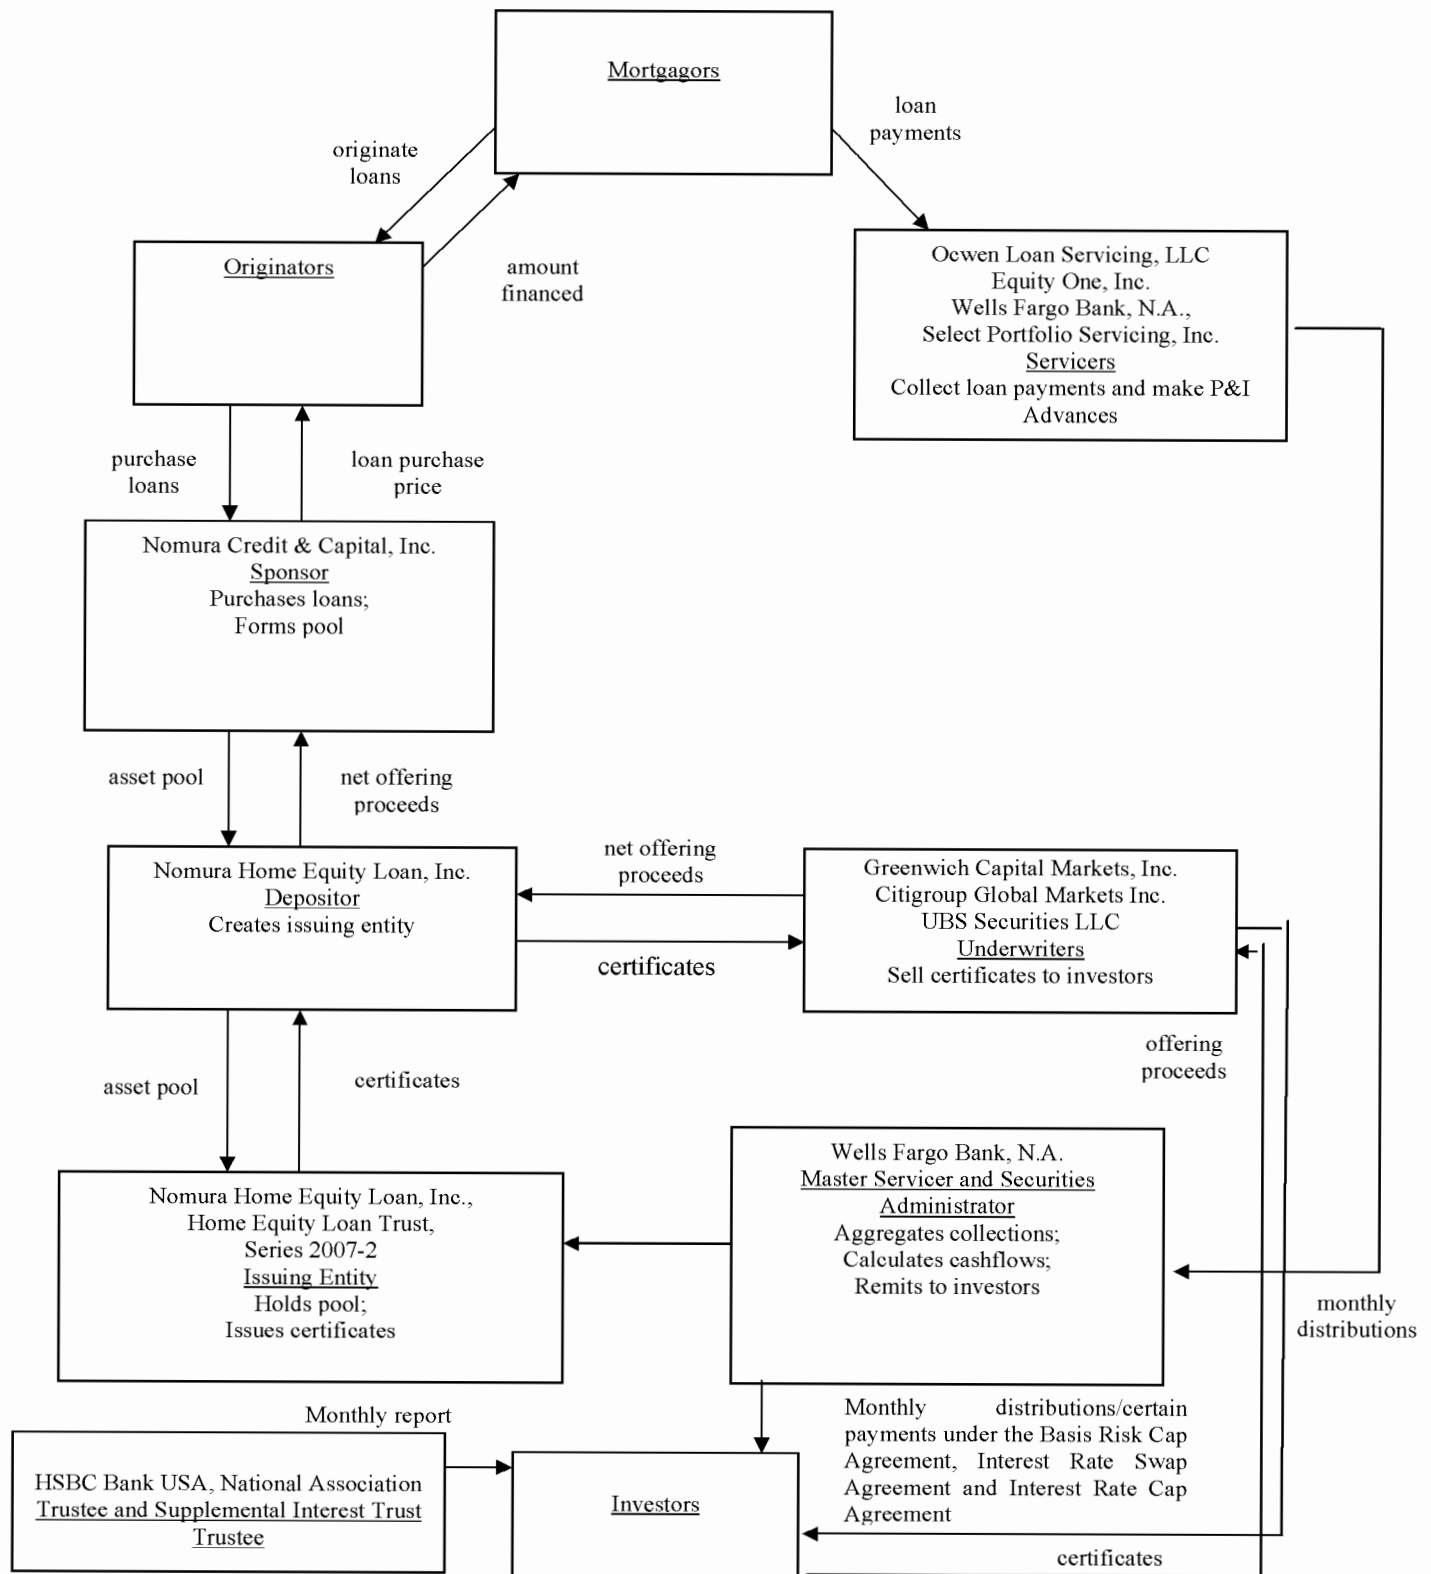 Mortgagors
loan
payments
originate
loans
Originators
amount
financed
Ocwen Loan Servicing, LLC
Equity One, Inc.
Wells Fargo Bank, N.A.,
Select Portfolio Servicing, Inc.
Servicers
Collect loan payments and make P&I
Advances
purchase
loans
loan purchase
price
Nomura Credit & Capital, Inc.
Sponsor
Purchases loans;
Forms pool
asset pool
net offering
proceeds
Nomura Home Equity Loan, Inc.
Depositor
Creates issuing entity
net offering
proceeds
certificates
Greenwich Capital Markets, Inc.
Citigroup Global Markets Inc.
UBS Securities LLC
Underwriters
Sell certificates to investors
offering
proceeds
asset pool
certificates
Nomura Home Equity Loan, Inc.,
Home Equity Loan Trust,
Series 2007-2
Issuing Entity
Holds pool;
Issues certificates
Wells Fargo Bank, N.A.
Master Servicer and Securities
Administrator
Aggregates collections;
Calculates cashflows;
Remits to investors
monthly
distributions
Monthly report
HSBC Bank USA, National Association
Trustee and Supplemental Interest Trust
Trustee
Investors
Monthly distributions/certain
payments under the Basis Risk Cap
Agreement, Interest Rate Swap
Agreement and Interest Rate Cap
Agreement
certificates